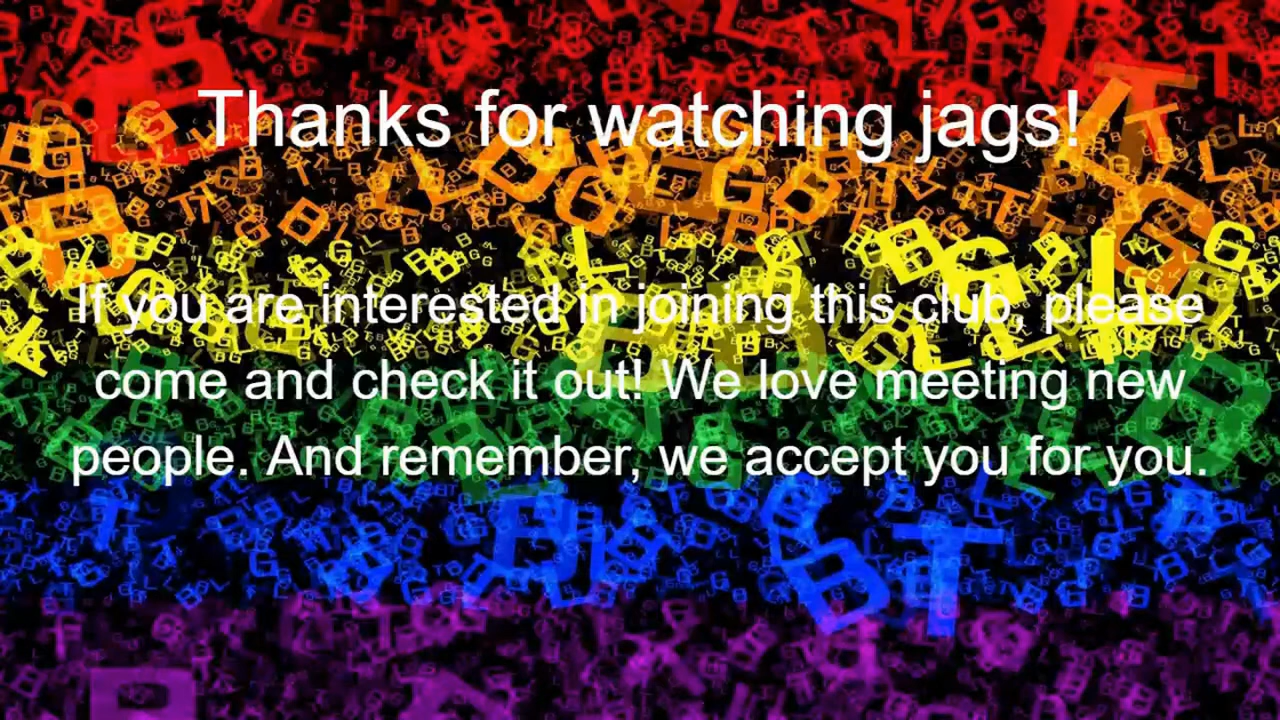 Thanks for watching jags!
If you are interested in joining this club, please
come and check it out! We love meeting new
people. And remember, we accept you for you.